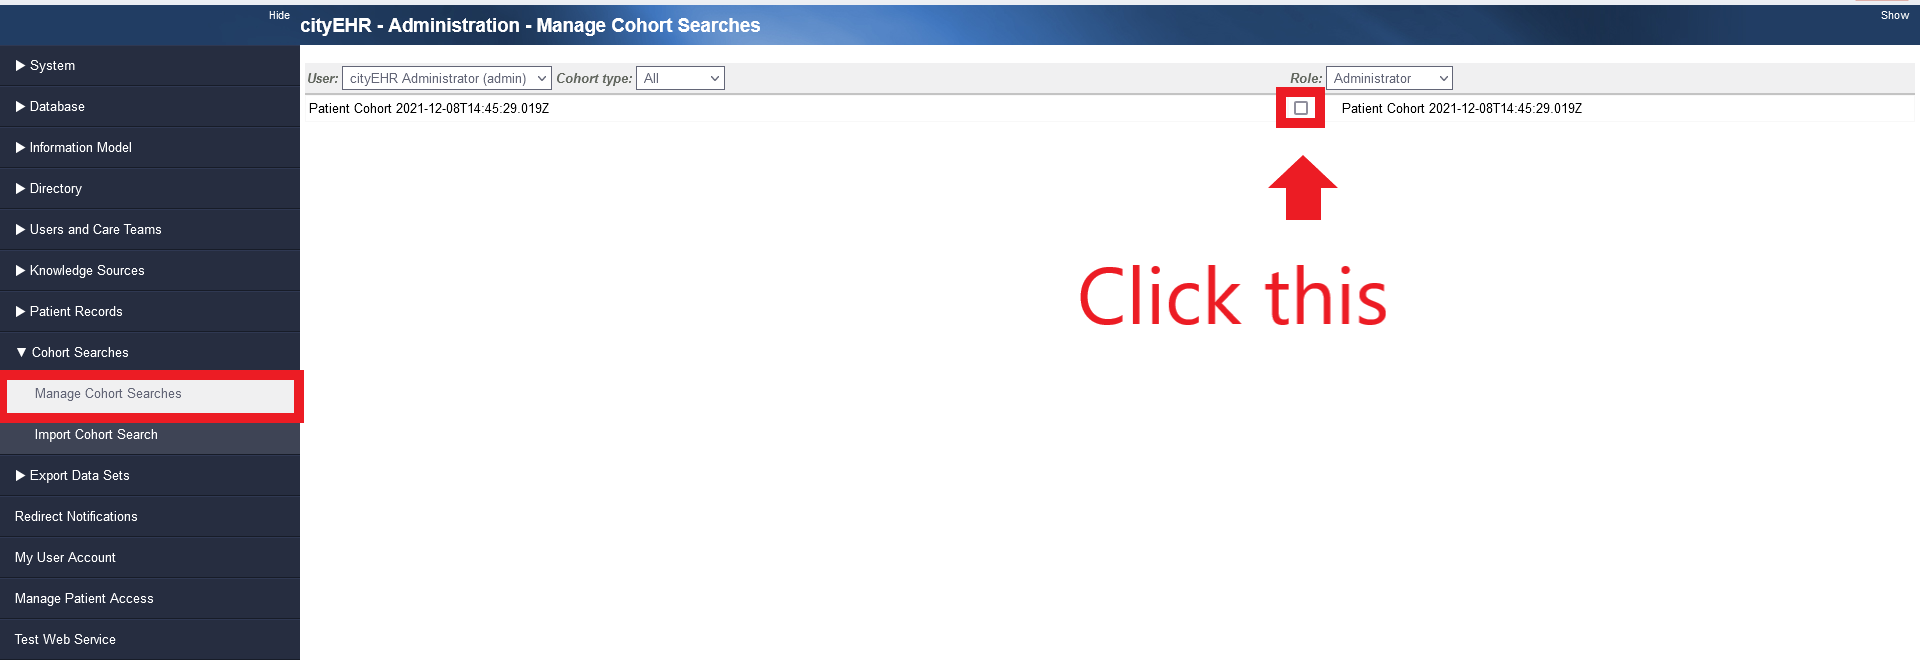 Hide
cityEHR - Administration - Manage Cohort Searches
Show
System
Database
Information Model
Directory
Users and Care Teams
Knowledge Sources
Patient Records
Cohort Searches
Manage Cohort Searches
Import Cohort Search
Export Data Sets
Redirect Notifications
My User Account
Manage Patient Access
Test Web Service
User: cityEHR Administrator (admin) Cohort type: All
Role: Administrator
Patient Cohort 2021-12-08T14:45:29.019Z
Patient Cohort 2021-12-08T14:45:29.019Z
Click this